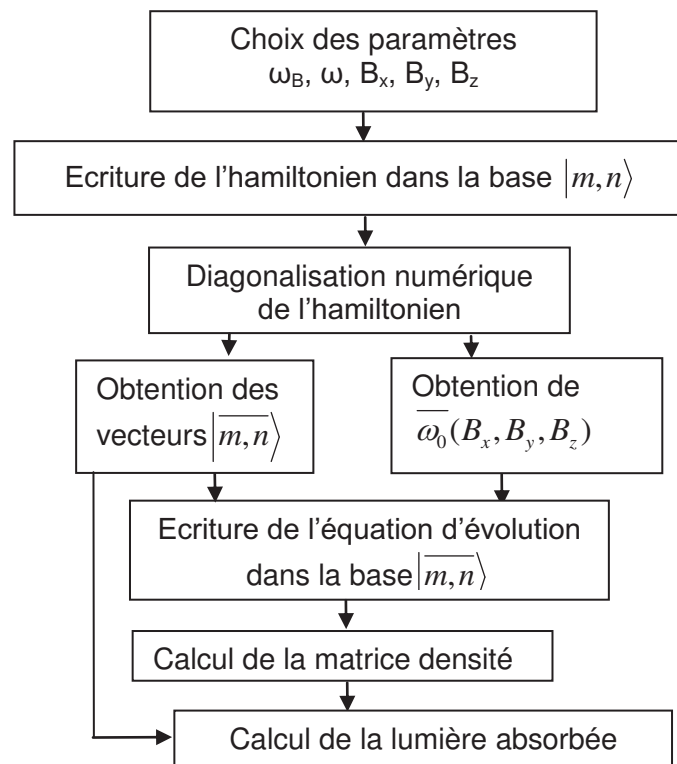 Choix des paramètres
ω_B, ω, B_x, B_y, B_z
Ecriture de l’hamiltonien dans la base |m,n⟩
Diagonalisation numérique
de l’hamiltonien
Obtention des
vecteurs |m̅,̅n̅⟩
Obtention de
ω̅₀(B_x, B_y, B_z)
Ecriture de l’équation d’évolution
dans la base |m̅,̅n̅⟩
Calcul de la matrice densité
Calcul de la lumière absorbée